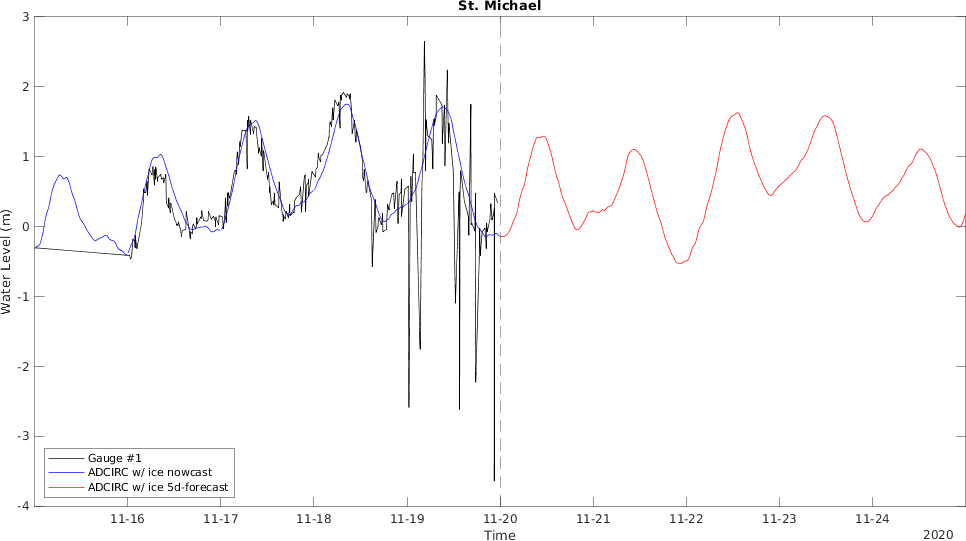 St. Michael
Water Level (m)
3
2
1
0
-1
-2
-3
-4
Gauge #1
ADCIRC w/ ice nowcast
ADCIRC w/ ice 5d-forecast
11-16 11-17 11-18 11-19 11-20 11-21 11-22 11-23 11-24
Time
2020